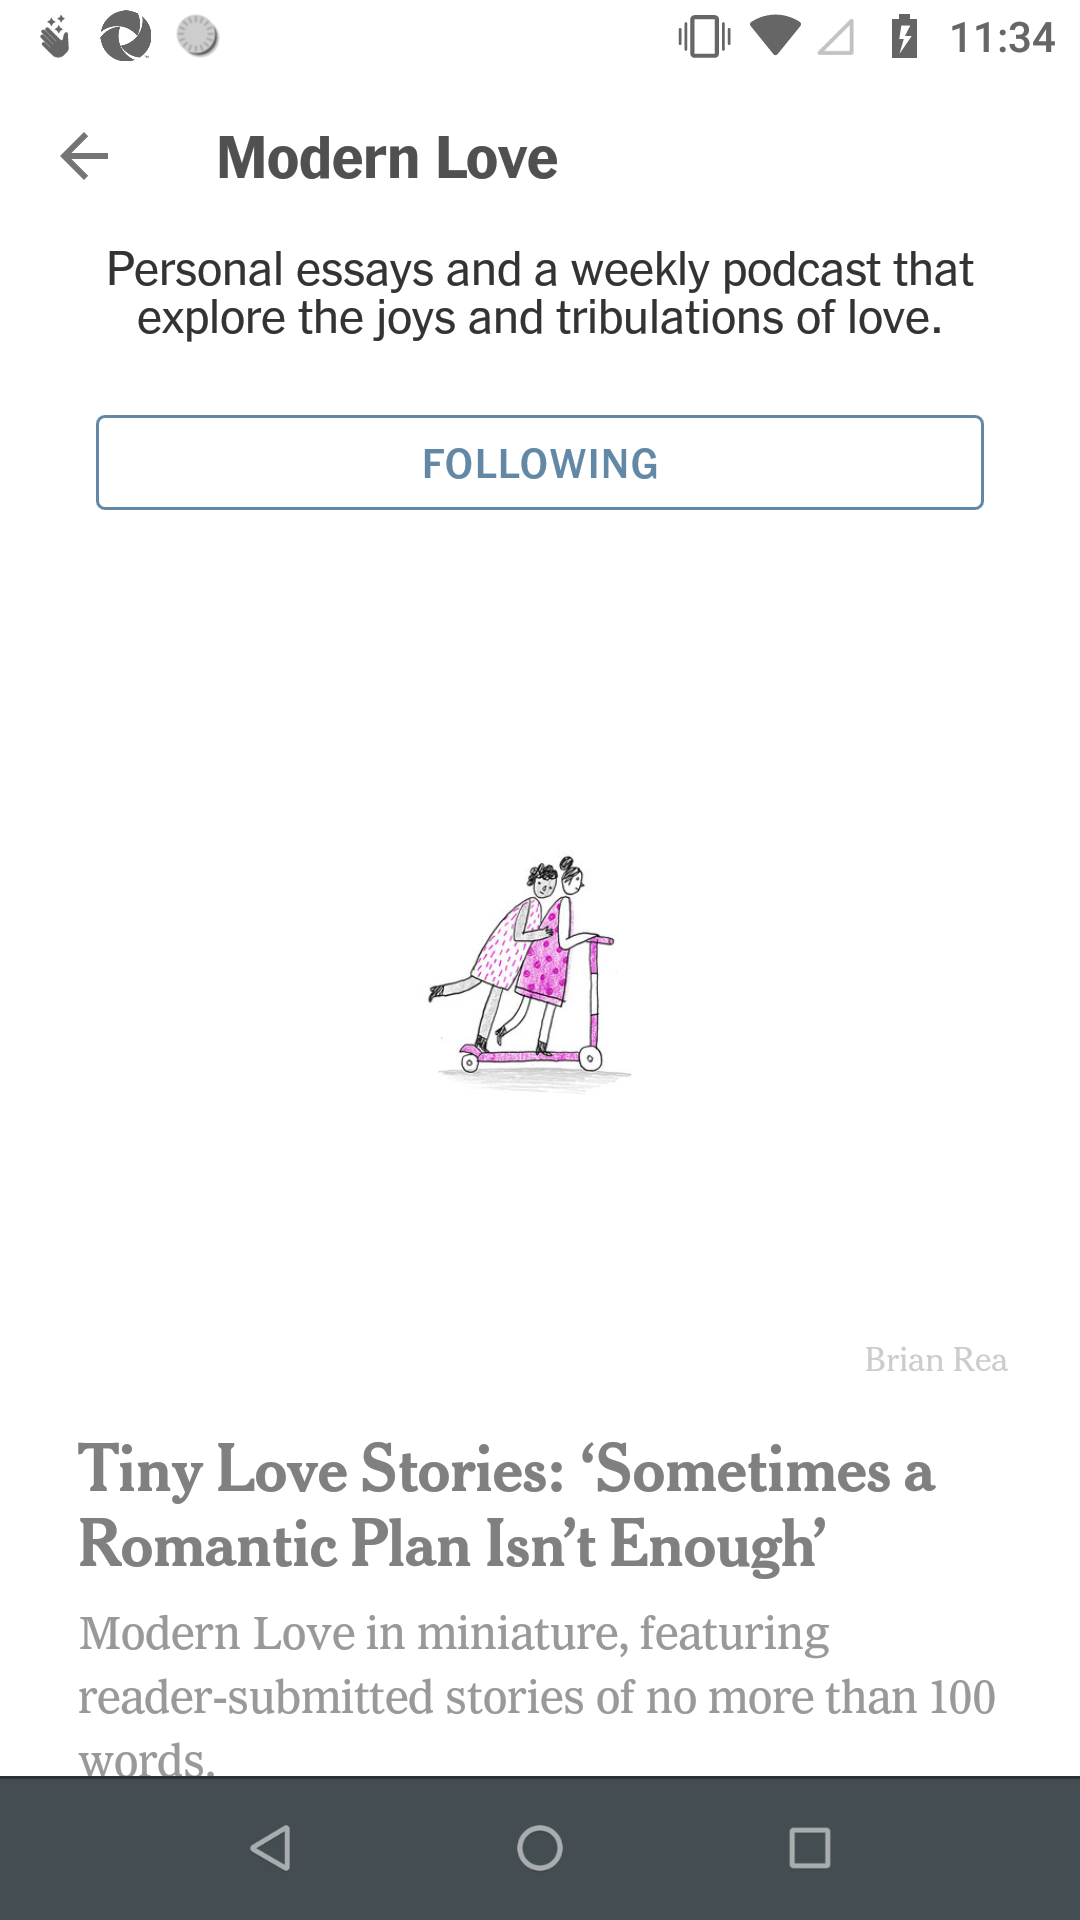 11:34
Modern Love
Personal essays and a weekly podcast that
explore the joys and tribulations of love.
FOLLOWING
Brian Rea
Tiny Love Stories: ‘Sometimes a
Romantic Plan Isn’t Enough’
Modern Love in miniature, featuring
reader-submitted stories of no more than 100
words.